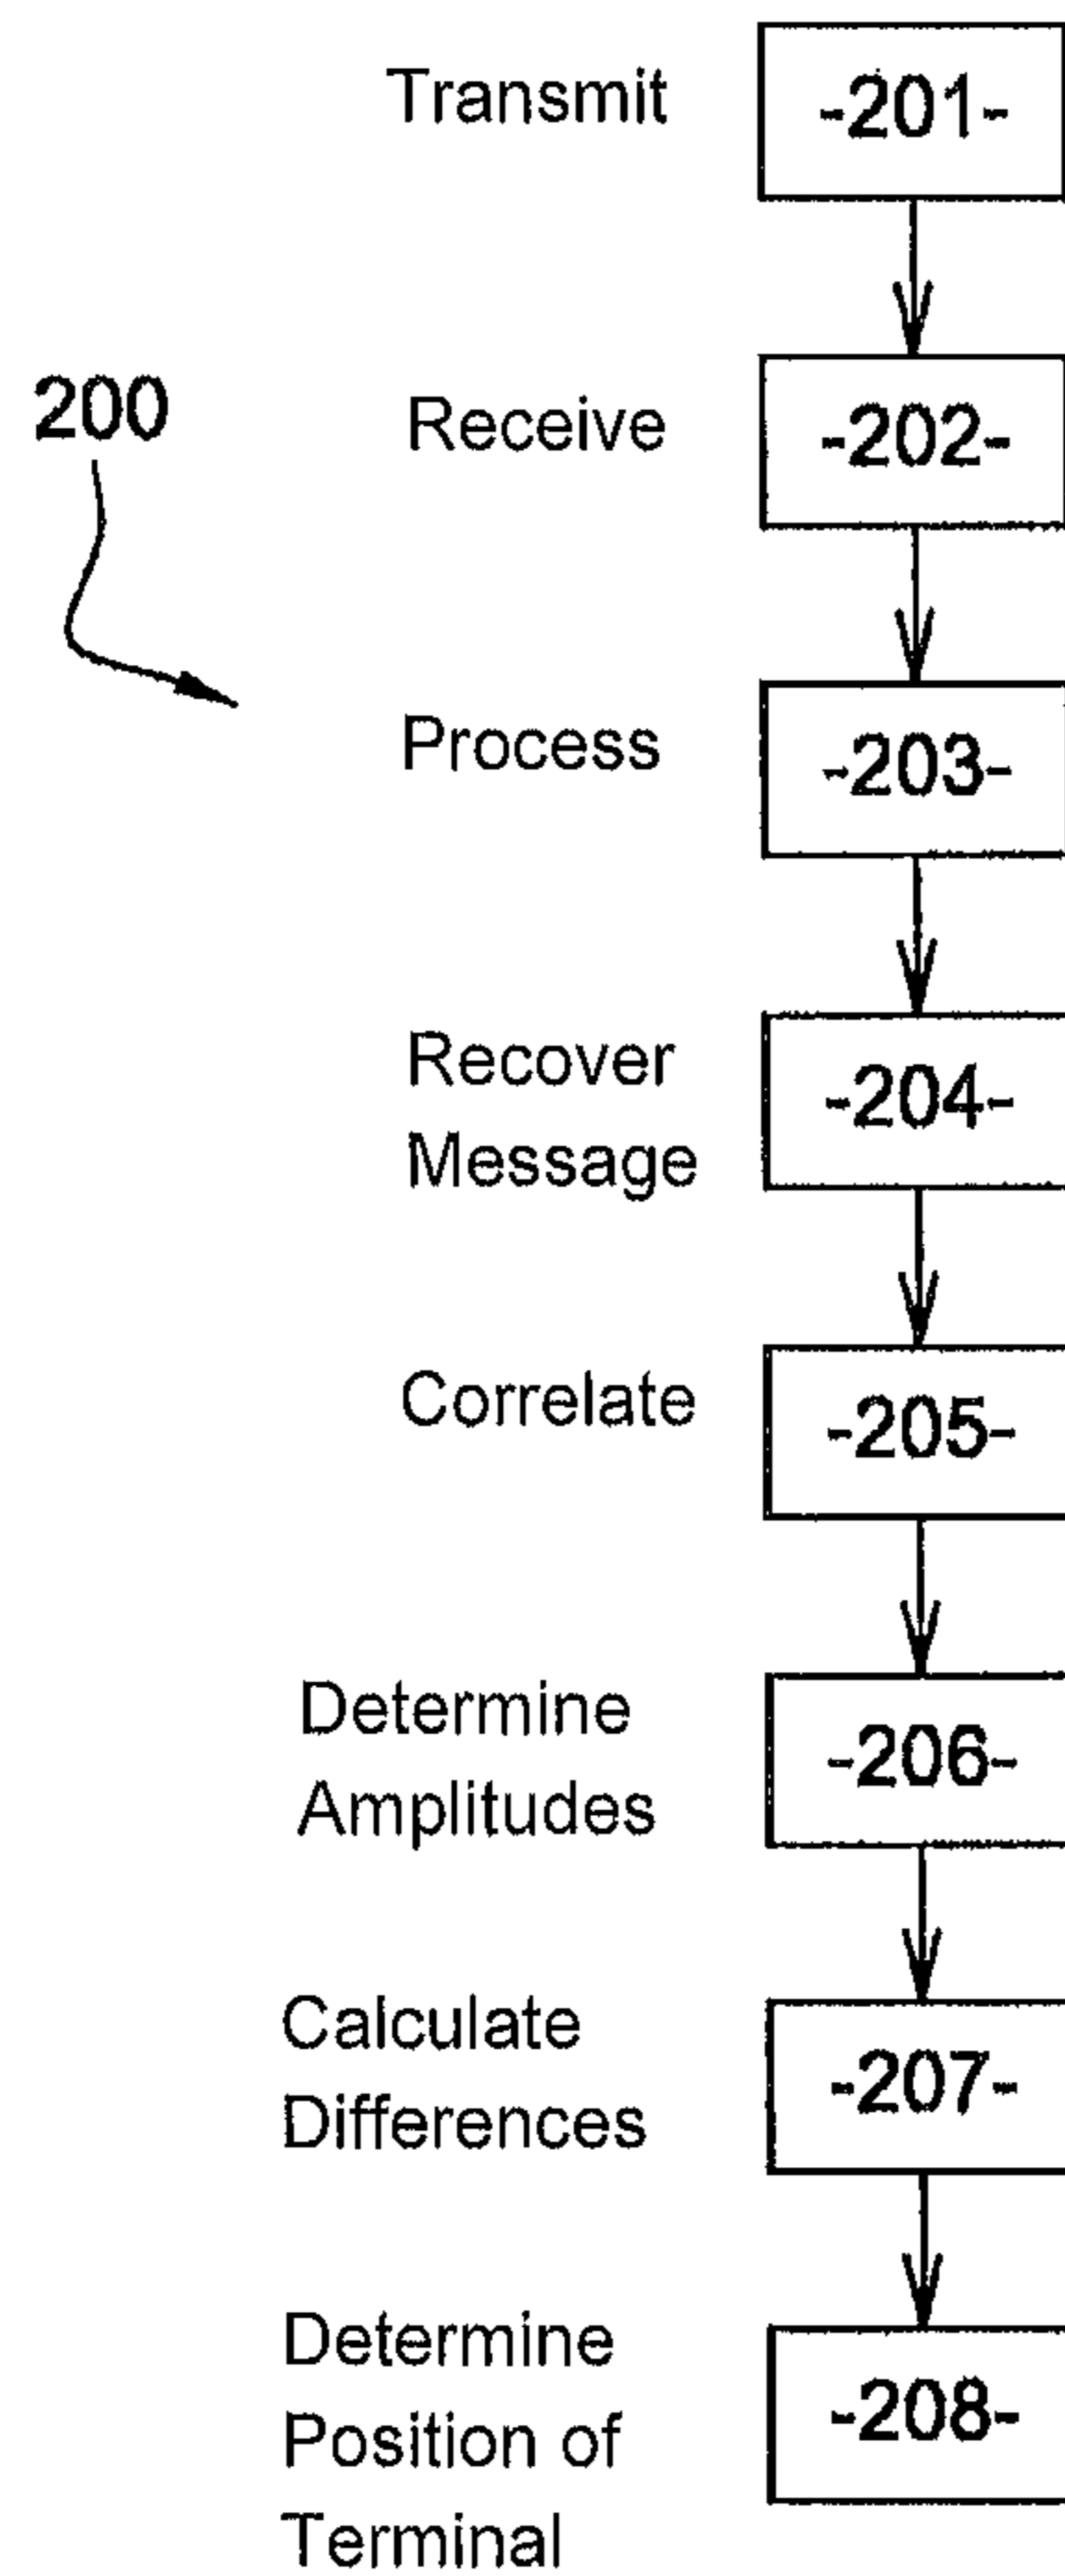 Transmit
-201-
200
Receive
-202-
Process
-203-
Recover
Message
-204-
Correlate
-205-
Determine
Amplitudes
-206-
Calculate
Differences
-207-
Determine
Position of
Terminal
-208-